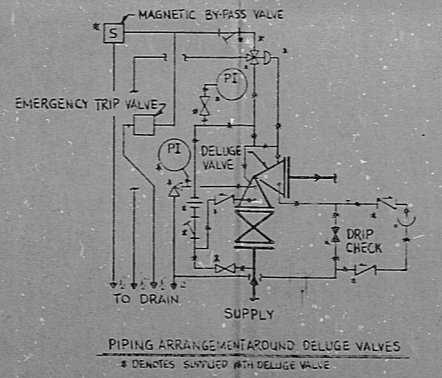 MAGNETIC BY-PASS VALVE
S
PI
EMERGENCY TRIP VALVE
PI
DELUGE
VALVE
DRIP
CHECK
TO DRAIN
SUPPLY
PIPING ARRANGEMENT AROUND DELUGE VALVES
* DENOTES SUPPLIED WITH DELUGE VALVE